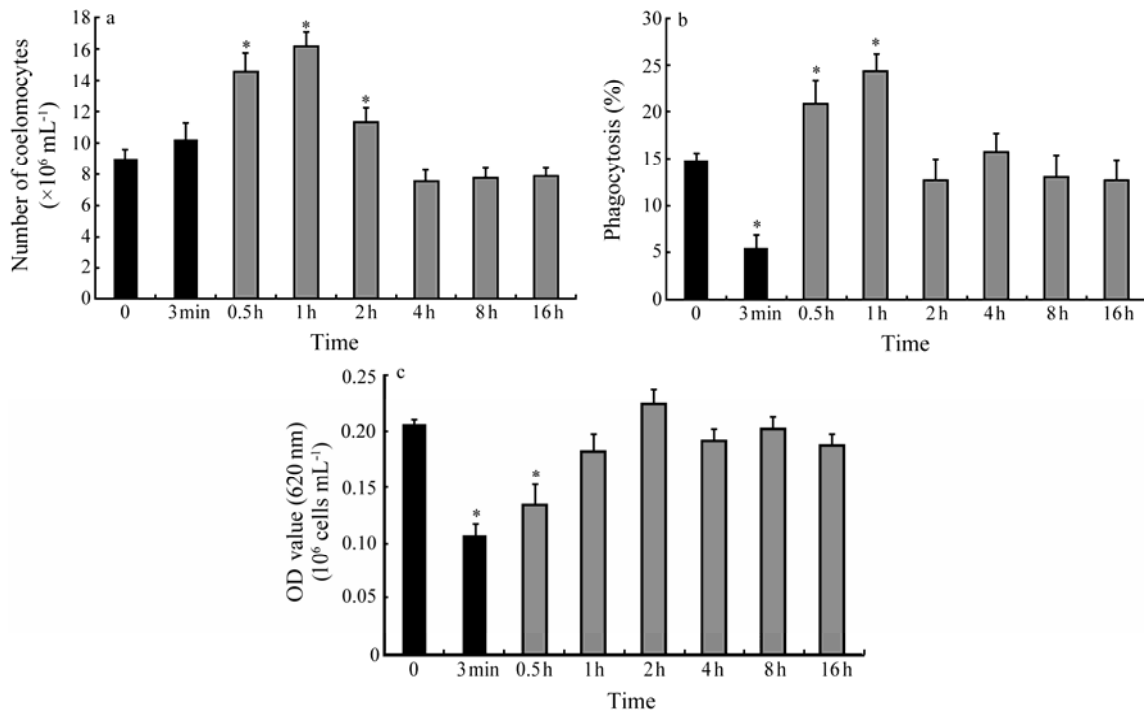 a
Number of coelomocytes
(×10⁶ mL⁻¹)
18
16
14
12
10
8
6
4
2
0
* * *
0 3 min 0.5 h 1 h 2 h 4 h 8 h 16 h
Time
b
Phagocytosis (%)
30
25
20
15
10
5
0
* * *
0 3 min 0.5 h 1 h 2 h 4 h 8 h 16 h
Time
c
OD value (620 nm)
(10⁶ cells mL⁻¹)
0.25
0.20
0.15
0.10
0.05
0
* *
0 3 min 0.5 h 1 h 2 h 4 h 8 h 16 h
Time